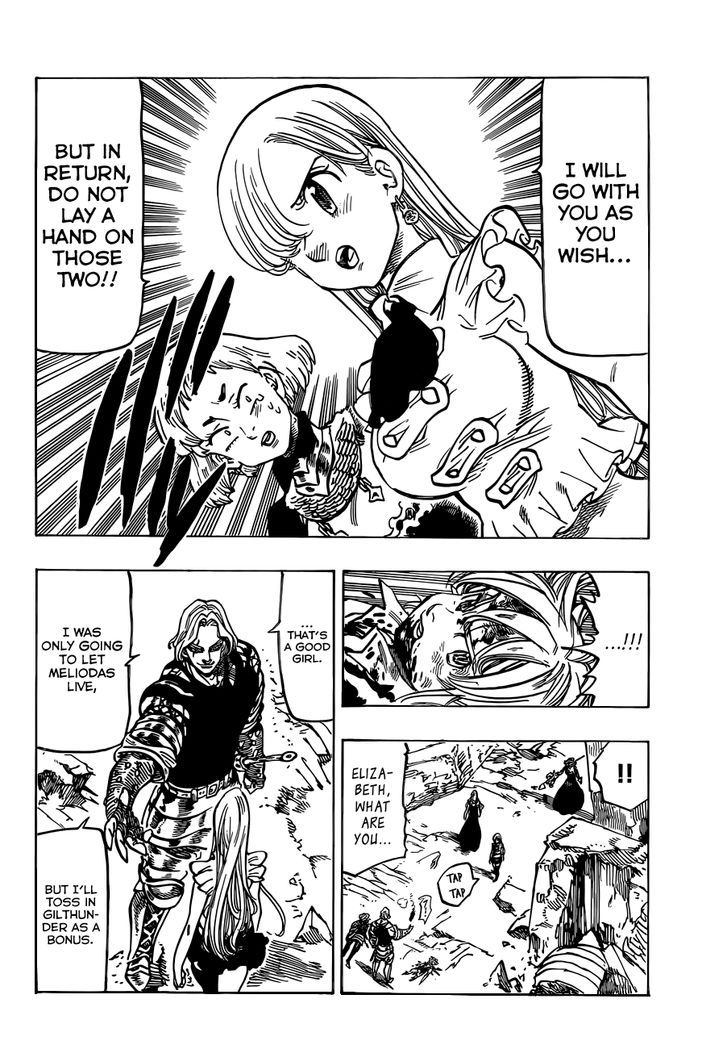 I WILL
GO WITH
YOU AS
YOU
WISH...
BUT IN
RETURN,
DO NOT
LAY A
HAND ON
THOSE
TWO!!
...!!!
!!
ELIZA-
BETH,
WHAT
ARE
YOU...
TAP
TAP
...
THAT'S
A GOOD
GIRL.
I WAS
ONLY GOING
TO LET
MELIODAS
LIVE,
BUT I'LL
TOSS IN
GILTHUN-
DER AS A
BONUS.